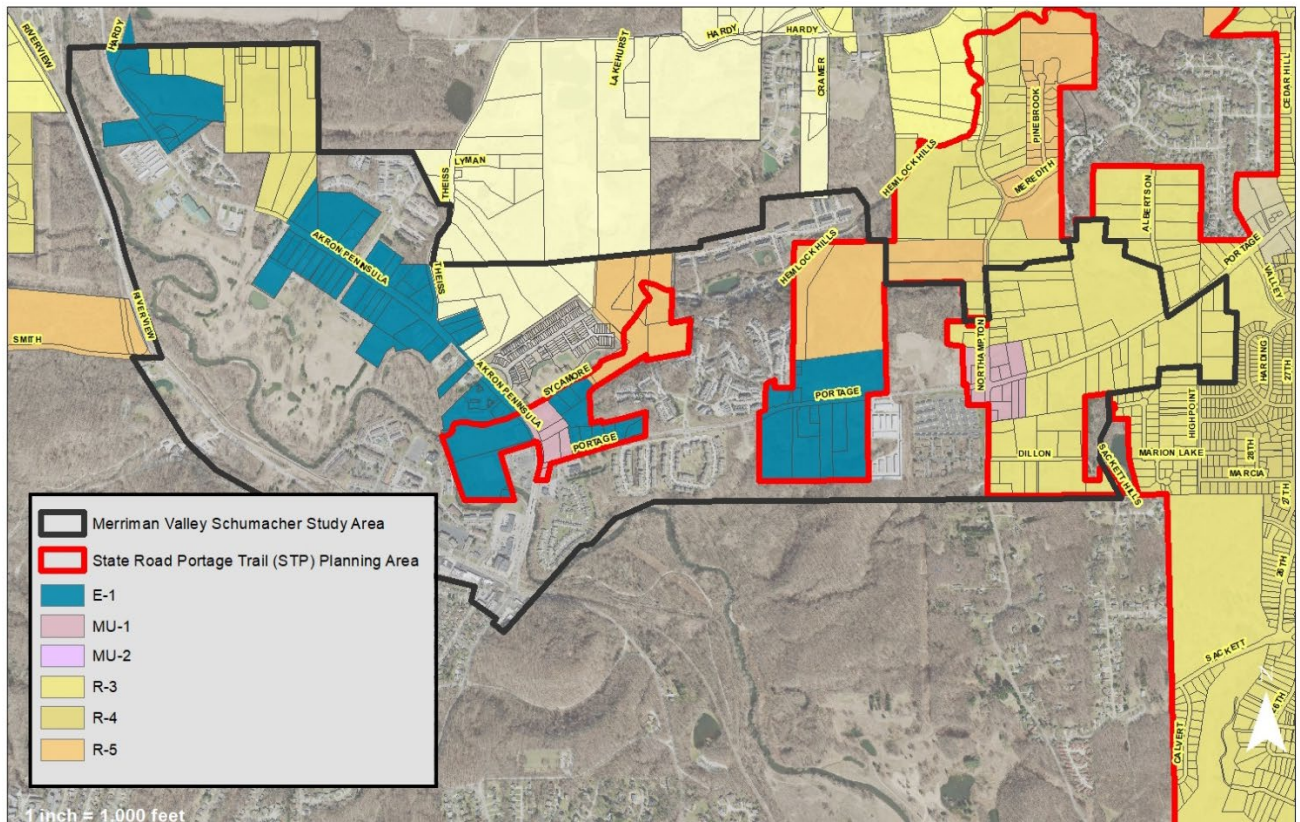 RIVERVIEW
HARDY
HARDY
HARDY
LAKEHURST
CRAMER
CEDAR HILL
PINEBROOK
LYMAN
THEISS
HEMLOCK HILLS
MEREDITH
ALBERTSON
AKRON PENINSULA
THEISS
HEMLOCK HILLS
PORTAGE
VALLEY
RIVERVIEW
SMITH
NORTHAMPTON
HARDING
27TH
SYCAMORE
AKRON PENINSULA
PORTAGE
HIGHPOINT
PORTAGE
28TH
DILLON
MARION LAKE
MARCIA
SACKETT HILLS
27TH
Merriman Valley Schumacher Study Area
State Road Portage Trail (STP) Planning Area
E-1
MU-1
MU-2
R-3
R-4
R-5
26TH
SACKETT
26TH
CALVERT
1 inch = 1,000 feet